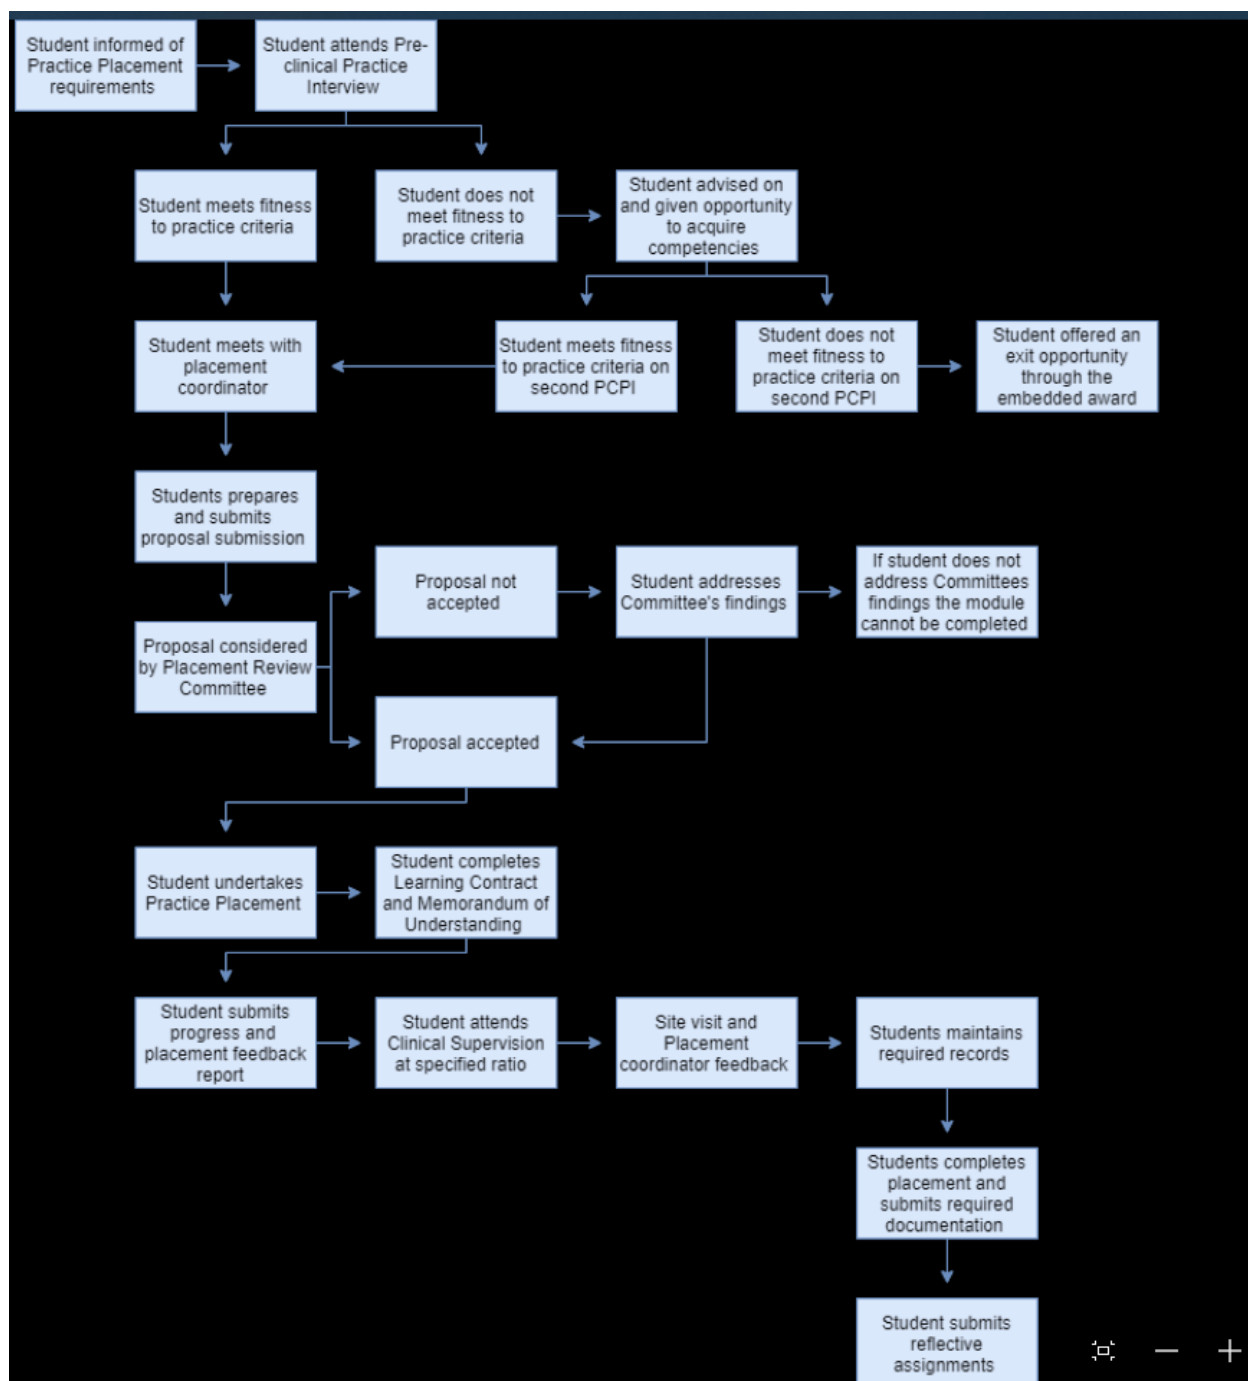 Student informed of
Practice Placement
requirements
Student attends Pre-
clinical Practice
Interview
Student meets fitness
to practice criteria
Student does not
meet fitness to
practice criteria
Student advised on
and given opportunity
to acquire
competencies
Student meets with
placement
coordinator
Student meets fitness
to practice criteria on
second PCPI
Student does not
meet fitness to
practice criteria on
second PCPI
Student offered an
exit opportunity
through the
embedded award
Students prepares
and submits
proposal submission
Proposal not
accepted
Student addresses
Committee's findings
If student does not
address Committees
findings the module
cannot be completed
Proposal considered
by Placement Review
Committee
Proposal accepted
Student undertakes
Practice Placement
Student completes
Learning Contract
and Memorandum of
Understanding
Student submits
progress and
placement feedback
report
Student attends
Clinical Supervision
at specified ratio
Site visit and
Placement
coordinator feedback
Students maintains
required records
Students completes
placement and
submits required
documentation
Student submits
reflective
assignments